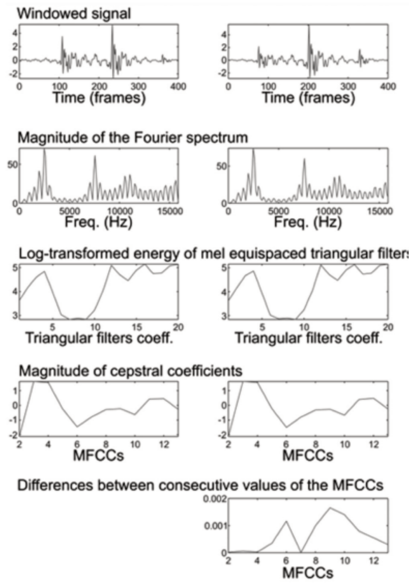 Windowed signal
4
2
0
-2
0 100 200 300 400
Time (frames)
4
2
0
-2
0 100 200 300 400
Time (frames)
Magnitude of the Fourier spectrum
50
0
0 5000 10000 15000
Freq. (Hz)
50
0
0 5000 10000 15000
Freq. (Hz)
Log-transformed energy of mel equispaced triangular filters
5
4
3
5 10 15 20
Triangular filters coeff.
5
4
3
5 10 15 20
Triangular filters coeff.
Magnitude of cepstral coefficients
1
0
-1
-2
2 4 6 8 10 12
MFCCs
1
0
-1
-2
2 4 6 8 10 12
MFCCs
Differences between consecutive values of the MFCCs
0.002
0.001
0
2 4 6 8 10 12
MFCCs